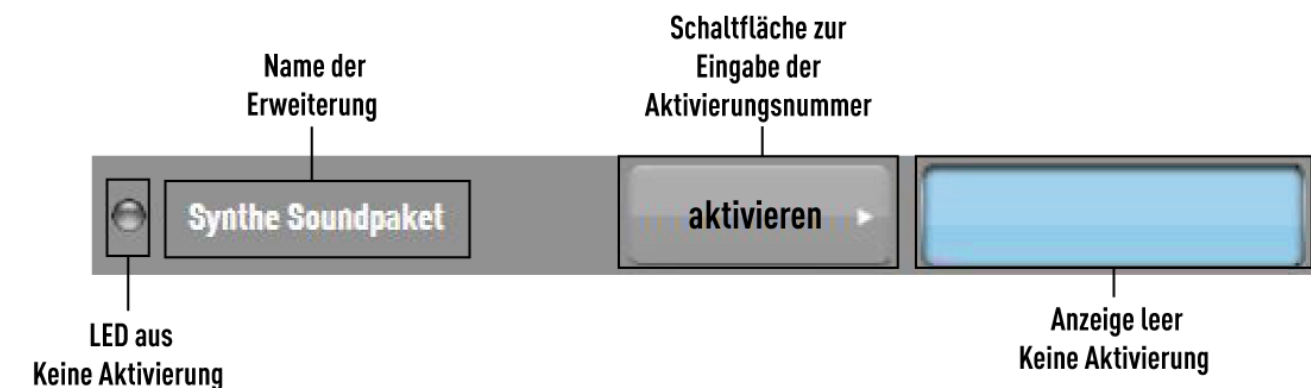 Schaltfläche zur
Eingabe der
Aktivierungsnummer
Name der
Erweiterung
Synthe Soundpaket
aktivieren
LED aus
Keine Aktivierung
Anzeige leer
Keine Aktivierung